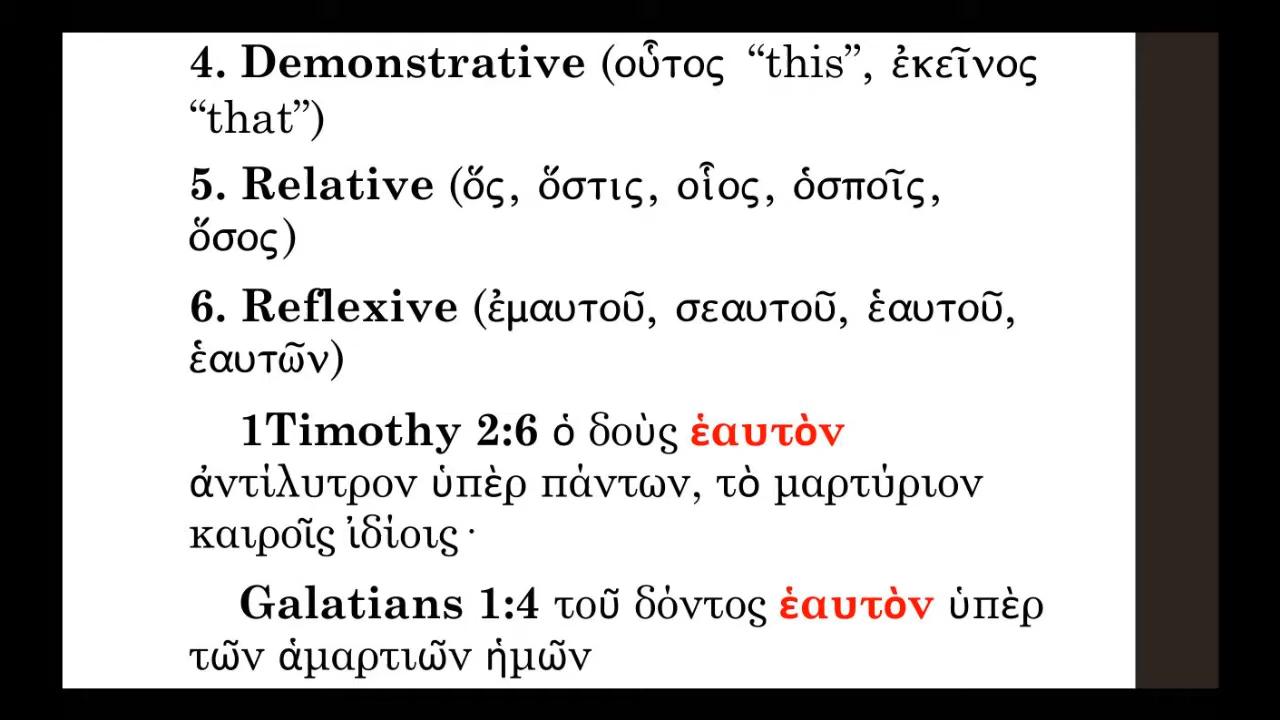 4. Demonstrative (οὗτος “this”, ἐκεῖνος
“that”)
5. Relative (ὅς, ὅστις, οἷος, ὁσποῖς,
ὅσος)
6. Reflexive (ἐμαυτοῦ, σεαυτοῦ, ἑαυτοῦ,
ἑαυτῶν)
1Timothy 2:6 ὁ δοὺς ἑαυτὸν
ἀντίλυτρον ὑπὲρ πάντων, τὸ μαρτύριον
καιροῖς ἰδίοις·
Galatians 1:4 τοῦ δόντος ἑαυτὸν ὑπὲρ
τῶν ἁμαρτιῶν ἡμῶν